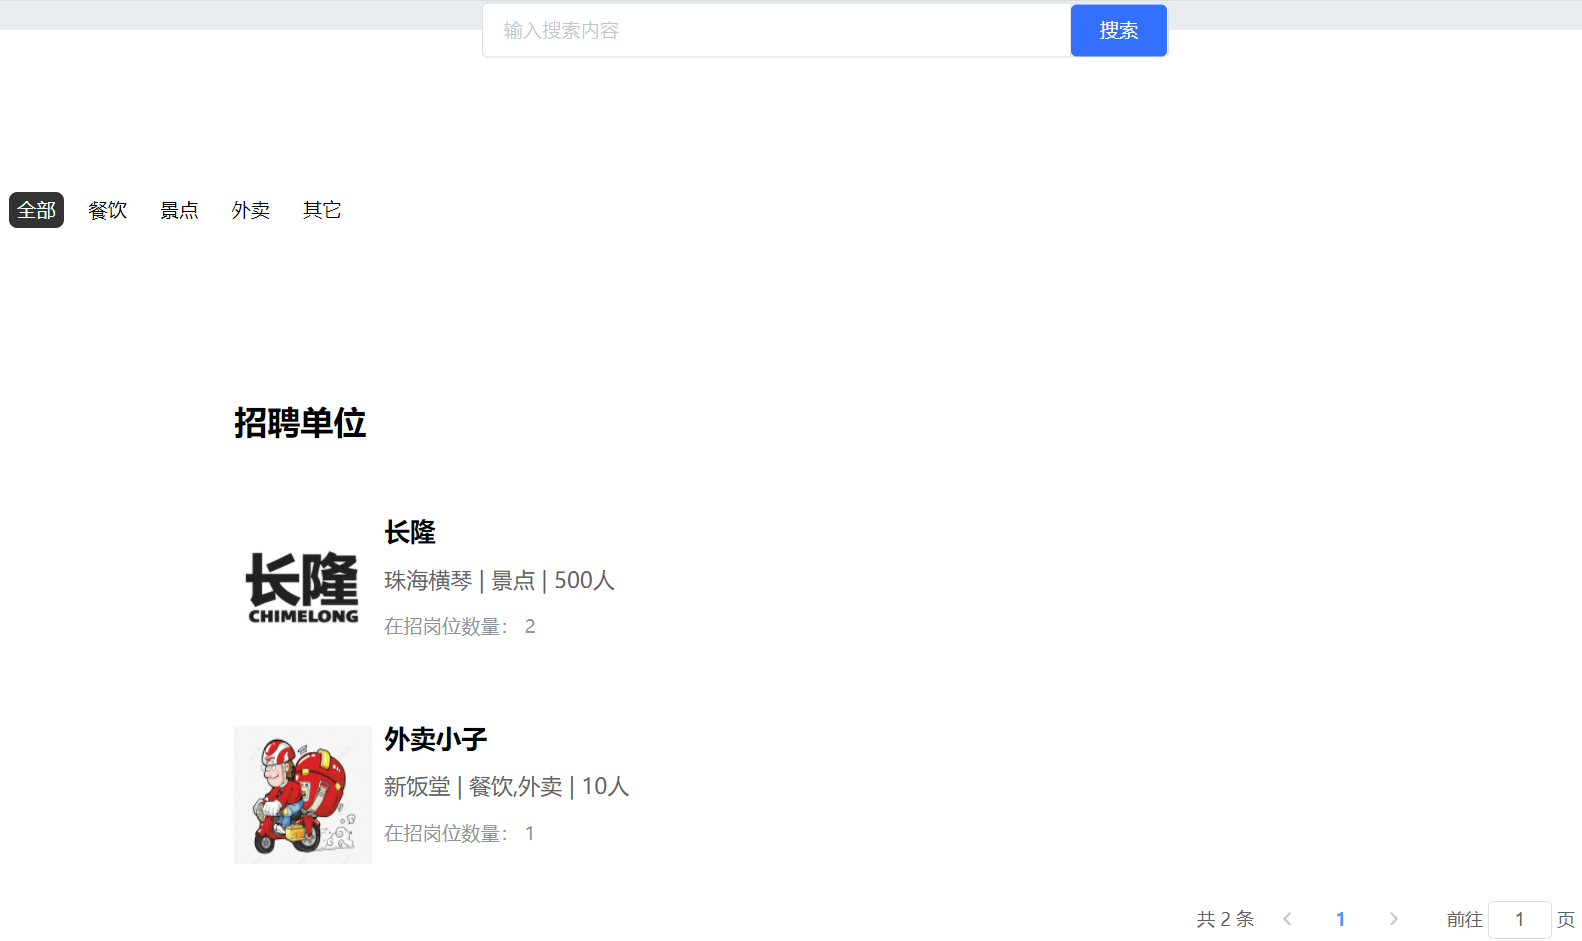 输入搜索内容 搜索
全部 餐饮 景点 外卖 其它
招聘单位
长隆
长隆
CHIMELONG
珠海横琴 | 景点 | 500人
在招岗位数量： 2
外卖小子
新饭堂 | 餐饮,外卖 | 10人
在招岗位数量： 1
共 2 条 1 前往 1 页